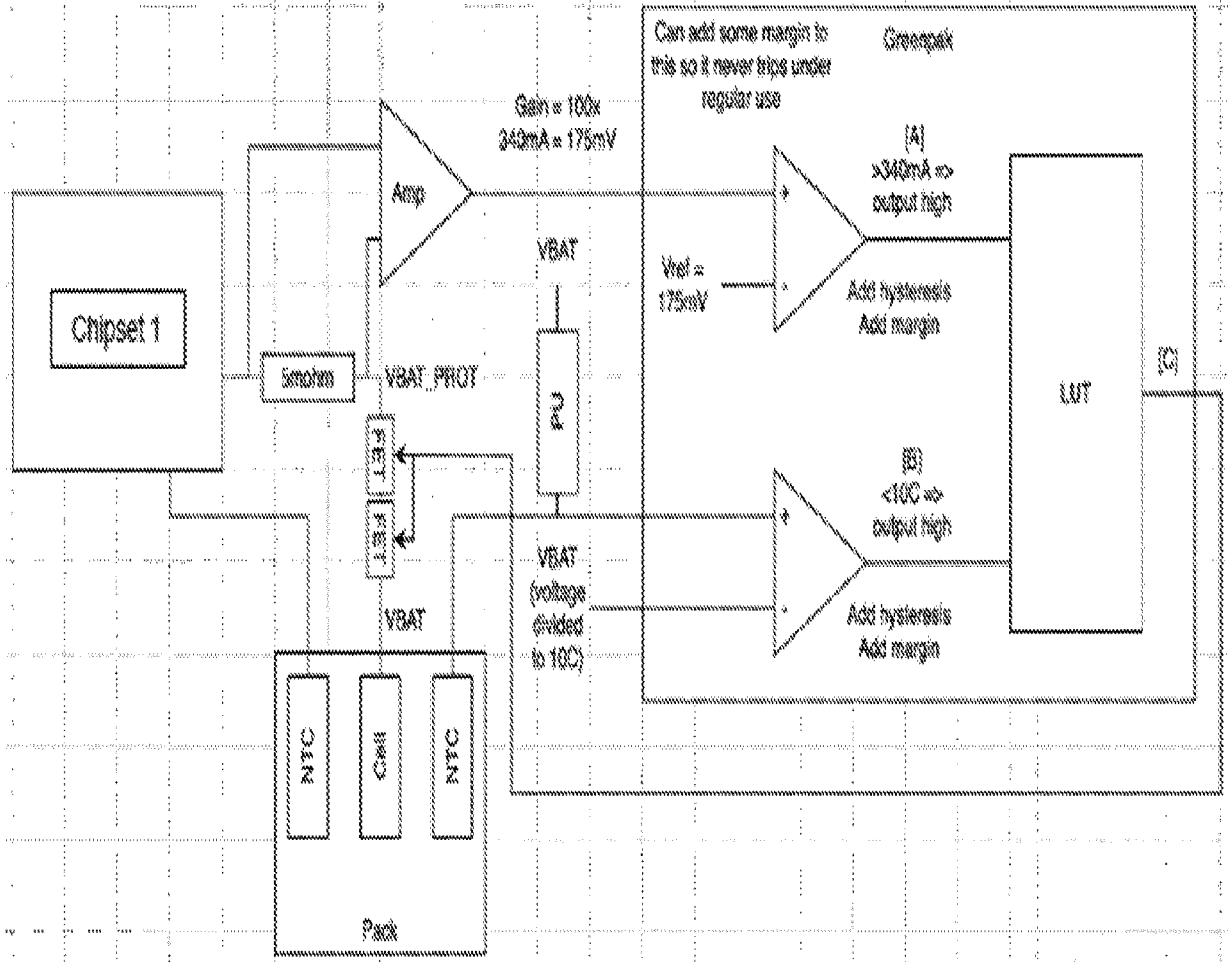 Can add some margin to
this so it never trips under
regular use
Greenpak
Gain = 100x
340mA = 175mV
[A]
>340mA =>
output high
Amp
+
VBAT
Vref =
175mV
-
Add hysteresis
Add margin
Chipset 1
5mohm
VBAT_PROT
[C]
LUT
FET
FET
[B]
<10C =>
output high
+
VBAT
(voltage
divided
to 10C)
-
Add hysteresis
Add margin
VBAT
NTC
Cell
NTC
Pack